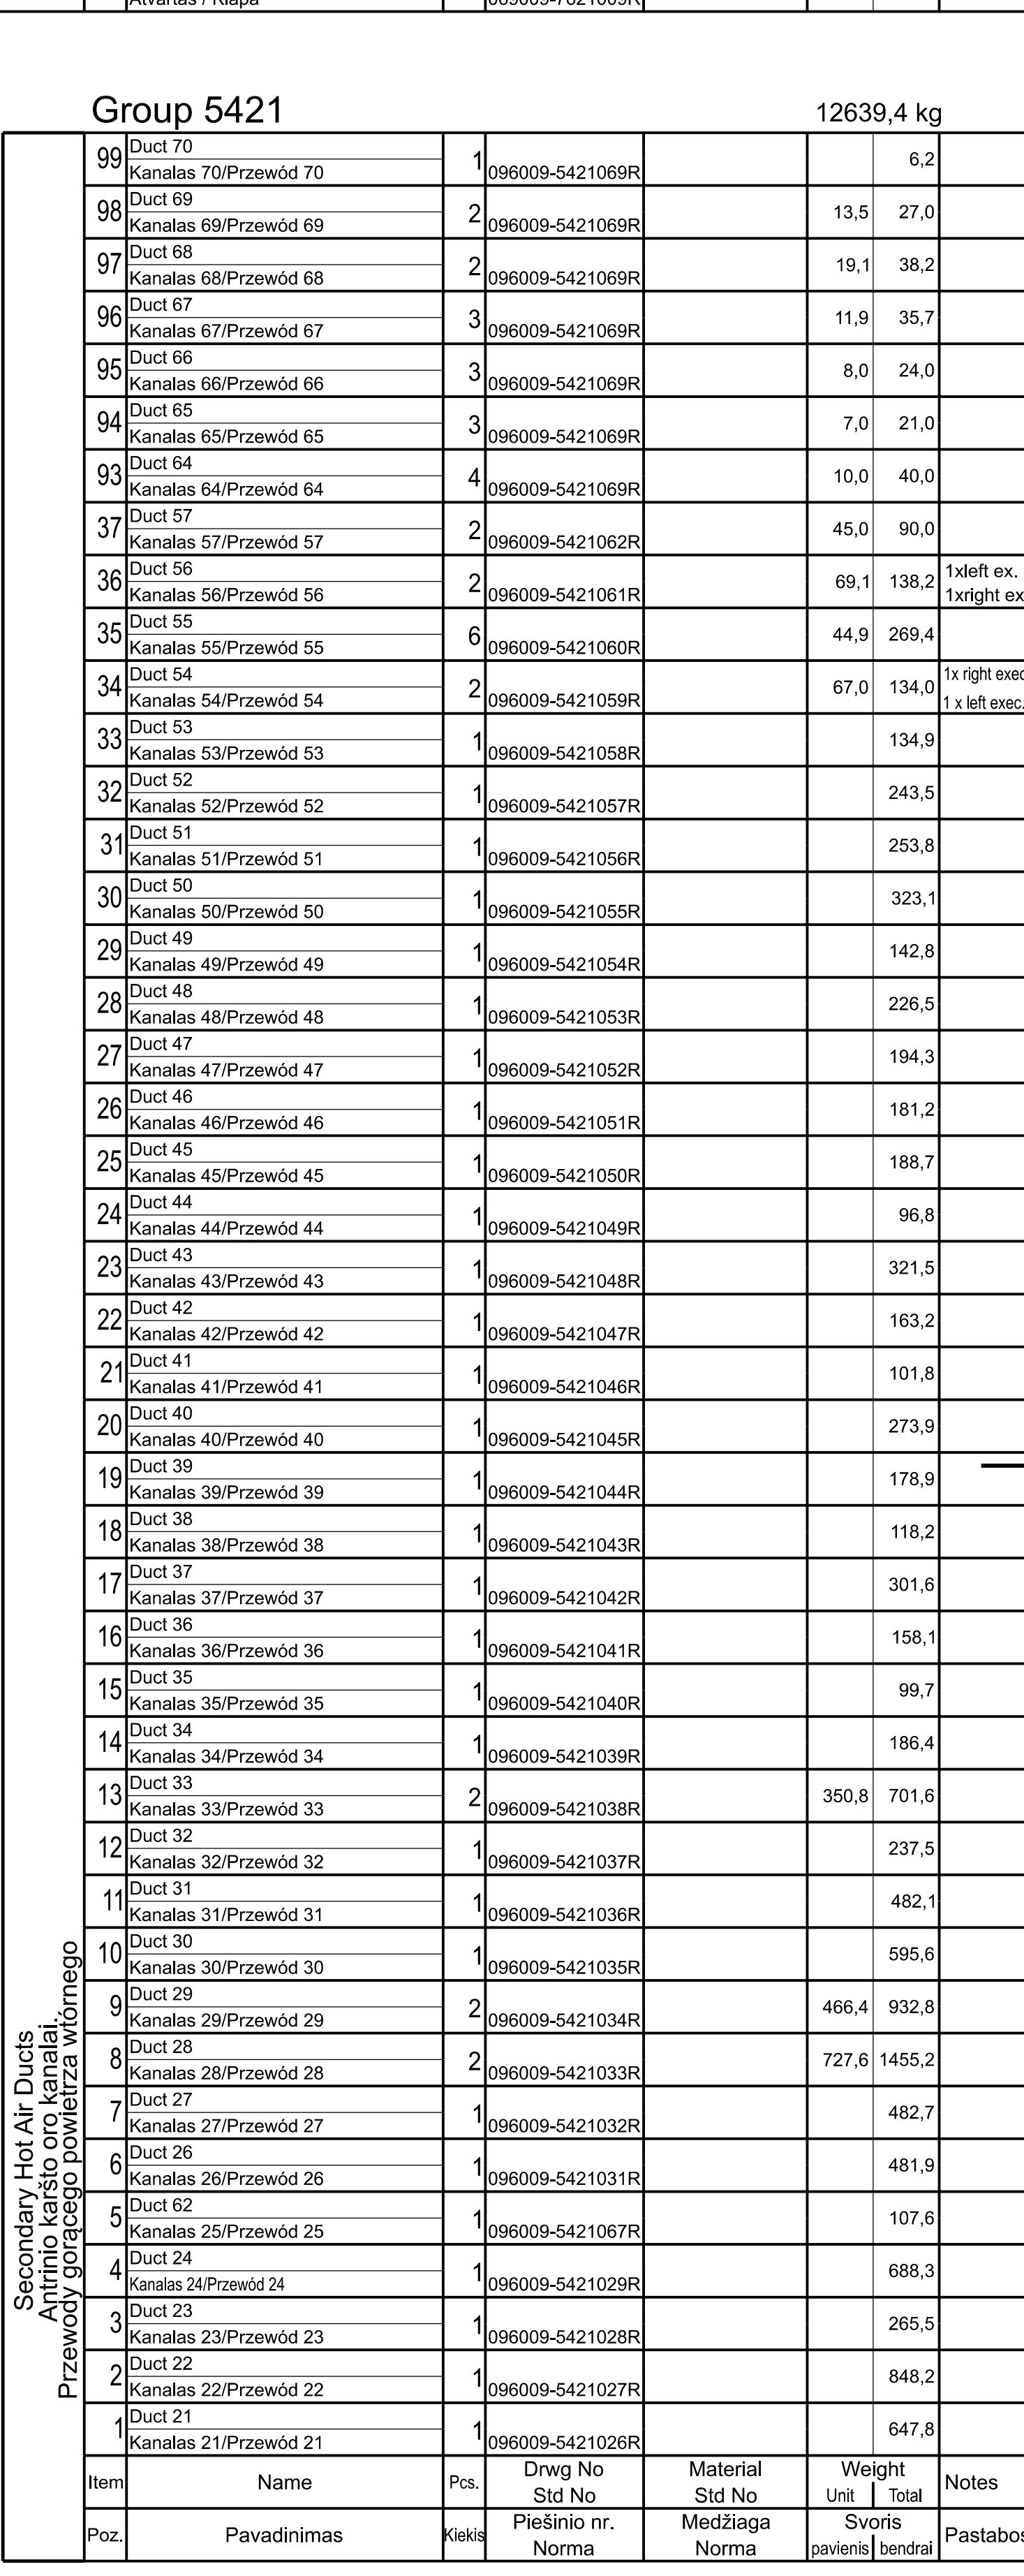 Atvartas / Klapa
Group 5421
12639,4 kg
99 Duct 70
Kanalas 70/Przewód 70 1 096009-5421069R 6,2
98 Duct 69
Kanalas 69/Przewód 69 2 096009-5421069R 13,5 27,0
97 Duct 68
Kanalas 68/Przewód 68 2 096009-5421069R 19,1 38,2
96 Duct 67
Kanalas 67/Przewód 67 3 096009-5421069R 11,9 35,7
95 Duct 66
Kanalas 66/Przewód 66 3 096009-5421069R 8,0 24,0
94 Duct 65
Kanalas 65/Przewód 65 3 096009-5421069R 7,0 21,0
93 Duct 64
Kanalas 64/Przewód 64 4 096009-5421069R 10,0 40,0
37 Duct 57
Kanalas 57/Przewód 57 2 096009-5421062R 45,0 90,0
36 Duct 56 1xleft ex.
Kanalas 56/Przewód 56 2 096009-5421061R 69,1 138,2 1xright ex
35 Duct 55
Kanalas 55/Przewód 55 6 096009-5421060R 44,9 269,4
34 Duct 54 1x right exec
Kanalas 54/Przewód 54 2 096009-5421059R 67,0 134,0 1 x left exec.
33 Duct 53
Kanalas 53/Przewód 53 1 096009-5421058R 134,9
32 Duct 52
Kanalas 52/Przewód 52 1 096009-5421057R 243,5
31 Duct 51
Kanalas 51/Przewód 51 1 096009-5421056R 253,8
30 Duct 50
Kanalas 50/Przewód 50 1 096009-5421055R 323,1
29 Duct 49
Kanalas 49/Przewód 49 1 096009-5421054R 142,8
28 Duct 48
Kanalas 48/Przewód 48 1 096009-5421053R 226,5
27 Duct 47
Kanalas 47/Przewód 47 1 096009-5421052R 194,3
26 Duct 46
Kanalas 46/Przewód 46 1 096009-5421051R 181,2
25 Duct 45
Kanalas 45/Przewód 45 1 096009-5421050R 188,7
24 Duct 44
Kanalas 44/Przewód 44 1 096009-5421049R 96,8
23 Duct 43
Kanalas 43/Przewód 43 1 096009-5421048R 321,5
22 Duct 42
Kanalas 42/Przewód 42 1 096009-5421047R 163,2
21 Duct 41
Kanalas 41/Przewód 41 1 096009-5421046R 101,8
20 Duct 40
Kanalas 40/Przewód 40 1 096009-5421045R 273,9
19 Duct 39
Kanalas 39/Przewód 39 1 096009-5421044R 178,9
18 Duct 38
Kanalas 38/Przewód 38 1 096009-5421043R 118,2
17 Duct 37
Kanalas 37/Przewód 37 1 096009-5421042R 301,6
16 Duct 36
Kanalas 36/Przewód 36 1 096009-5421041R 158,1
15 Duct 35
Kanalas 35/Przewód 35 1 096009-5421040R 99,7
14 Duct 34
Kanalas 34/Przewód 34 1 096009-5421039R 186,4
13 Duct 33
Kanalas 33/Przewód 33 2 096009-5421038R 350,8 701,6
12 Duct 32
Kanalas 32/Przewód 32 1 096009-5421037R 237,5
11 Duct 31
Kanalas 31/Przewód 31 1 096009-5421036R 482,1
10 Duct 30
Kanalas 30/Przewód 30 1 096009-5421035R 595,6
9 Duct 29
Kanalas 29/Przewód 29 2 096009-5421034R 466,4 932,8
8 Duct 28
Kanalas 28/Przewód 28 2 096009-5421033R 727,6 1455,2
7 Duct 27
Kanalas 27/Przewód 27 1 096009-5421032R 482,7
6 Duct 26
Kanalas 26/Przewód 26 1 096009-5421031R 481,9
5 Duct 62
Kanalas 25/Przewód 25 1 096009-5421067R 107,6
4 Duct 24
Kanalas 24/Przewód 24 1 096009-5421029R 688,3
3 Duct 23
Kanalas 23/Przewód 23 1 096009-5421028R 265,5
2 Duct 22
Kanalas 22/Przewód 22 1 096009-5421027R 848,2
1 Duct 21
Kanalas 21/Przewód 21 1 096009-5421026R 647,8
Item Name Pcs. Drwg No Material Weight Notes
Std No Std No Unit Total
Poz. Pavadinimas Kiekis Piešinio nr. Medžiaga Svoris Pastabos
Norma Norma pavienis bendrai
Secondary Hot Air Ducts
Antrinio karšto oro kanalai.
Przewody gorącego powietrza wtórnego